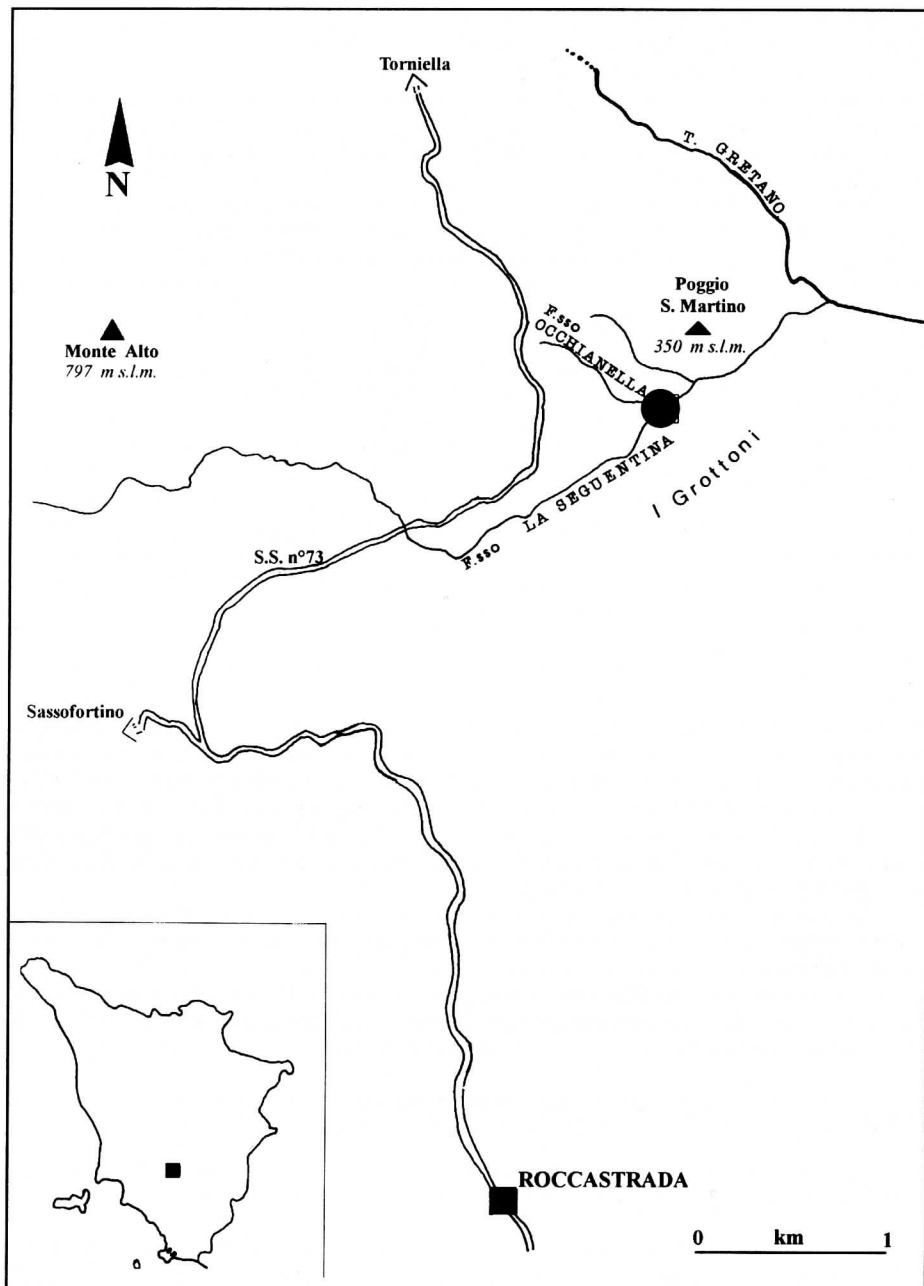 Torniella
T. GRETANO
N
Poggio
S. Martino
350 m s.l.m.
F.sso
OCCHIANELLA
Monte Alto
797 m s.l.m.
I Grottoni
F.sso LA SEGUENTINA
S.S. n°73
Sassofortino
ROCCASTRADA
0 km 1